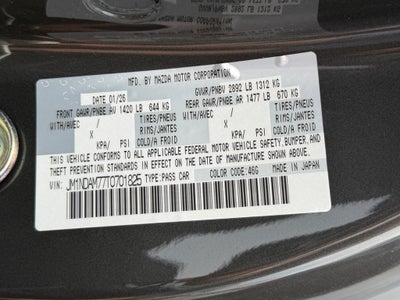 MFD. BY MAZDA MOTOR CORPORATION
DATE 01/26 GVWR/PNBV 2892 LB 1312 KG
FRONT GAWR/PNBE AV 1420 LB 644 KG REAR GAWR/PNBE AR 1477 LB 670 KG
WITH/AVEC / TIRES/PNEUS WITH/AVEC / TIRES/PNEUS
X RIMS/JANTES X RIMS/JANTES
KPA/ PSI COLD/A FROID KPA/ PSI COLD/A FROID
THIS VEHICLE CONFORMS TO ALL APPLICABLE FEDERAL MOTOR VEHICLE SAFETY, BUMPER, AND
THEFT PREVENTION STANDARDS IN EFFECT ON THE DATE OF MANUFACTURE SHOWN ABOVE.
MADE IN JAPAN
VIN: JM1NDAM77T0701825 TYPE:PASS CAR COLOR:46G